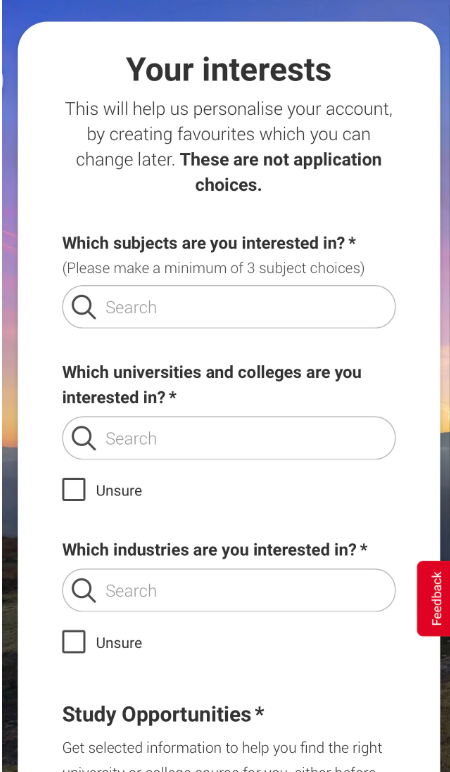 Your interests
This will help us personalise your account,
by creating favourites which you can
change later. These are not application
choices.
Which subjects are you interested in? *
(Please make a minimum of 3 subject choices)
Search
Which universities and colleges are you
interested in? *
Search
Unsure
Which industries are you interested in? *
Search
Feedback
Unsure
Study Opportunities *
Get selected information to help you find the right
university or college course for you, either before